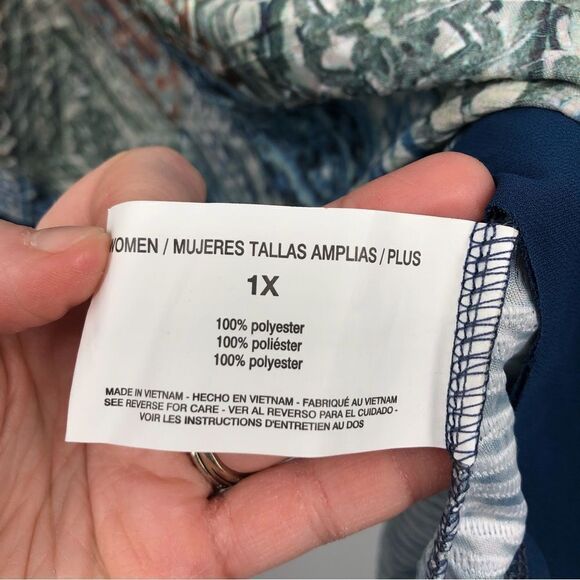 WOMEN / MUJERES TALLAS AMPLIAS / PLUS
1X
100% polyester
100% poliéster
100% polyester
MADE IN VIETNAM - HECHO EN VIETNAM - FABRIQUÉ AU VIETNAM
SEE REVERSE FOR CARE - VER AL REVERSO PARA EL CUIDADO -
VOIR LES INSTRUCTIONS D'ENTRETIEN AU DOS